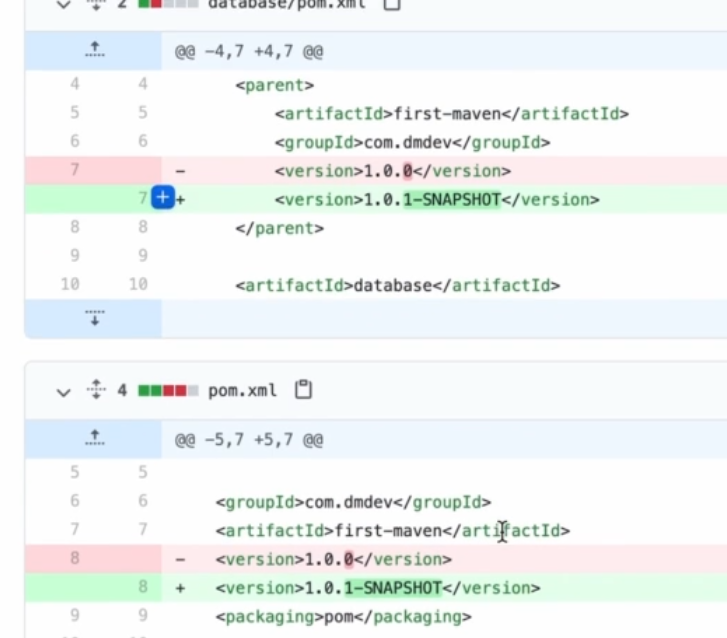 2 database/pom.xml
@@ -4,7 +4,7 @@
4 4 <parent>
5 5 <artifactId>first-maven</artifactId>
6 6 <groupId>com.dmdev</groupId>
7 - <version>1.0.0</version>
7 + <version>1.0.1-SNAPSHOT</version>
8 8 </parent>
9 9
10 10 <artifactId>database</artifactId>
4 pom.xml
@@ -5,7 +5,7 @@
5 5
6 6 <groupId>com.dmdev</groupId>
7 7 <artifactId>first-maven</artifactId>
8 - <version>1.0.0</version>
8 + <version>1.0.1-SNAPSHOT</version>
9 9 <packaging>pom</packaging>